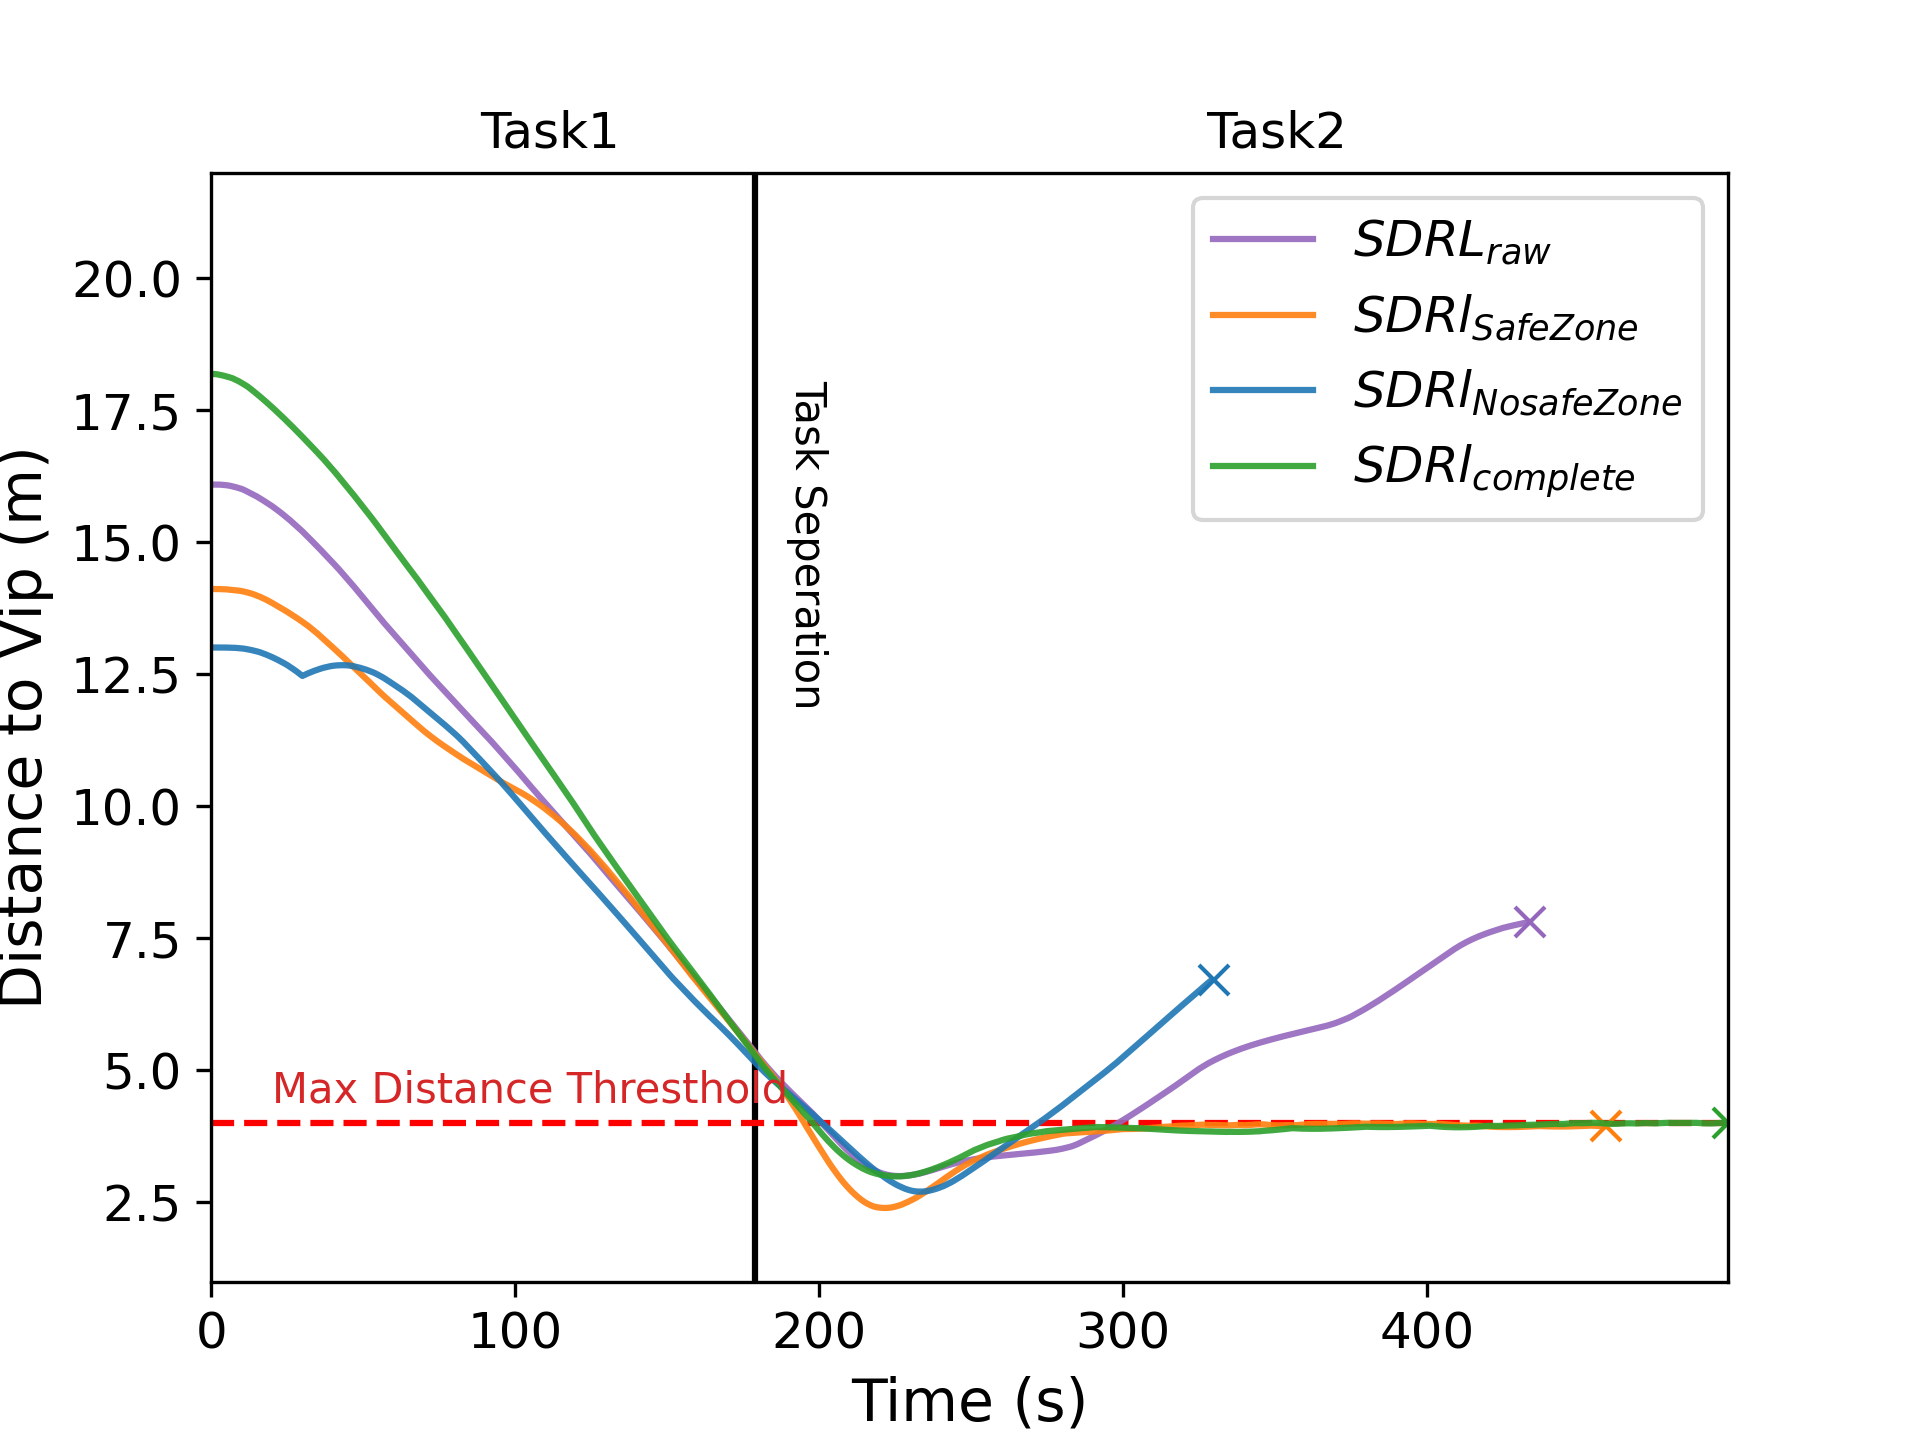 Task1
Task2
20.0
17.5
15.0
12.5
10.0
7.5
5.0
2.5
Distance to Vip (m)
SDRL_raw
SDRl_SafeZone
SDRl_NosafeZone
SDRl_complete
Task Seperation
Max Distance Thresthold
0
100
200
300
400
Time (s)